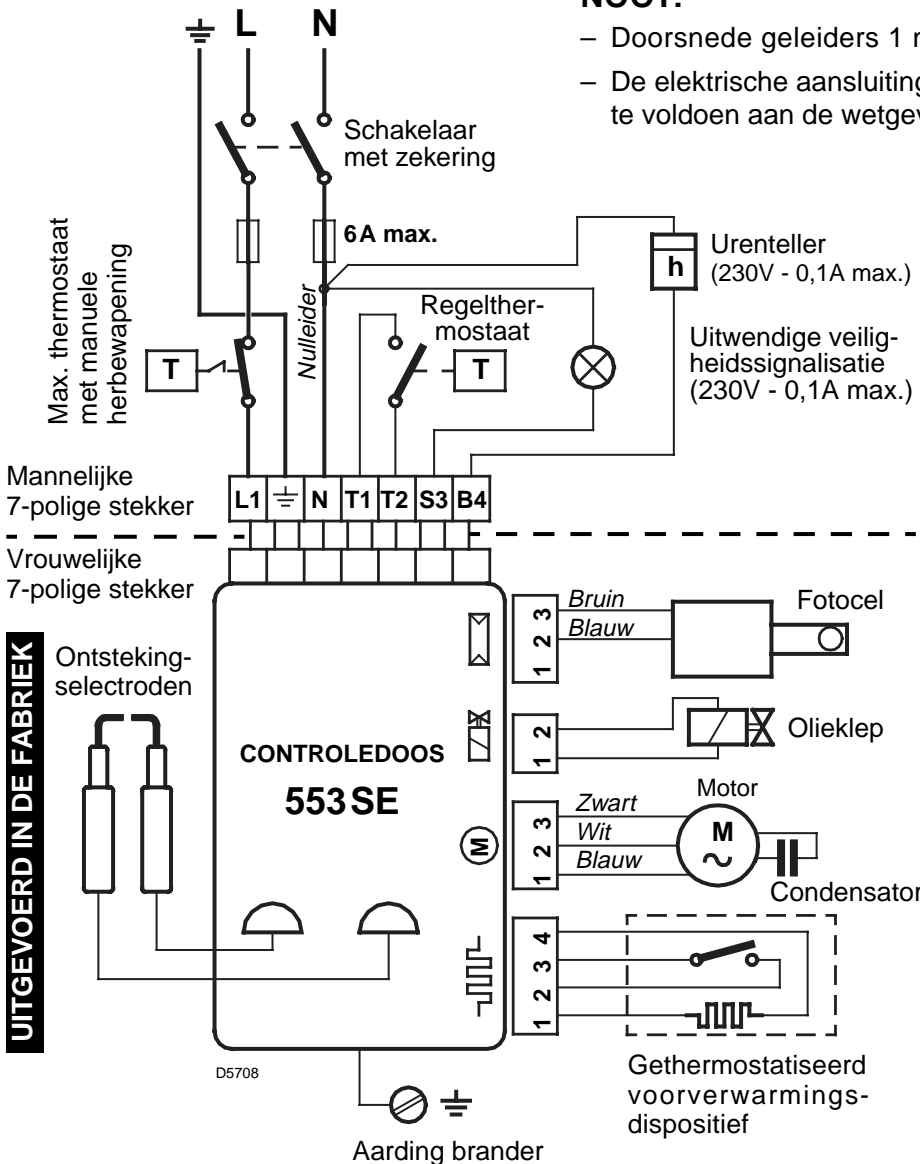 NOOT:
– Doorsnede geleiders 1
– De elektrische aansluiting
te voldoen aan de
L
N
Schakelaar
met zekering
6A max.
Max. thermostaat
met manuele
herbewapening
Nulleider
Regelther-
mostaat
T
T
h
Urenteller
(230V - 0,1A max.)
Uitwendige veilig-
heidssignalisatie
(230V - 0,1A max.)
Mannelijke
7-polige stekker
L1
N
T1
T2
S3
B4
Vrouwelijke
7-polige stekker
UITGEVOERD IN DE FABRIEK
Ontsteking-
selectroden
CONTROLEDOOS
553 SE
M
3
2
1
Bruin
Blauw
Fotocel
2
1
Olieklep
3
2
1
Zwart
Wit
Blauw
Motor
M
Condensator
4
3
2
1
Gethermostatiseerd
voorverwarmings-
dispositief
D5708
Aarding brander